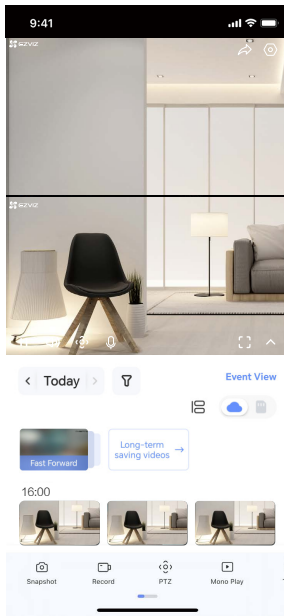 9:41
EZVIZ
EZVIZ
Today
Event View
Fast Forward
Long-term
saving videos
16:00
Snapshot
Record
PTZ
Mono Play